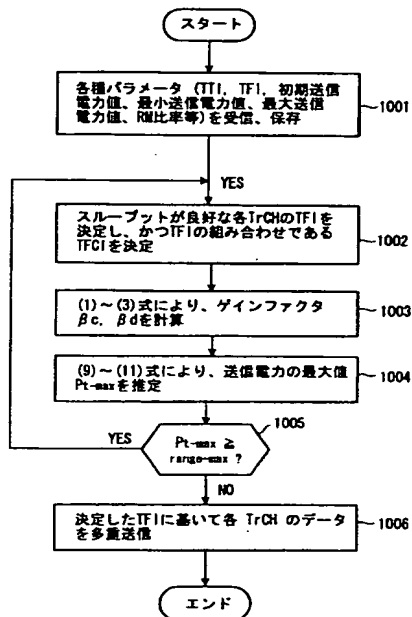 スタート
各種パラメータ (TTI, TFI, 初期送信
電力値、最小送信電力値、最大送信
電力値、RM比率等)を受信、保存
1001
YES
スループットが良好な各TrCHのTFIを
決定し、かつTFIの組み合わせである
TFCIを決定
1002
(1)~(3)式により、ゲインファクタ
βc, βdを計算
1003
(9)~(11)式により、送信電力の最大値
Pt-maxを推定
1004
1005
YES
Pt-max ≧
range-max ?
NO
決定したTFIに基いて各 TrCH のデータ
を多重送信
1006
エンド